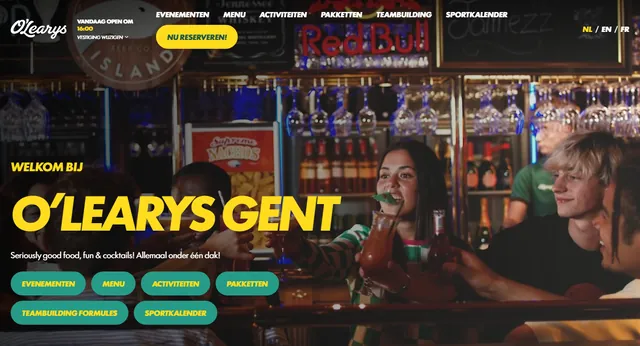 O'Learys
VANDAAG OPEN OM
16:00
VESTIGING WIJZIGEN
EVENEMENTEN MENU ACTIVITEITEN PAKKETTEN TEAMBUILDING SPORTKALENDER
NU RESERVEREN!
NL / EN / FR
ISLAND
Red Bull
Supreme
NACHOS
WELKOM BIJ
O'LEARYS GENT
Seriously good food, fun & cocktails! Allemaal onder één dak!
EVENEMENTEN MENU ACTIVITEITEN PAKKETTEN
TEAMBUILDING FORMULES SPORTKALENDER